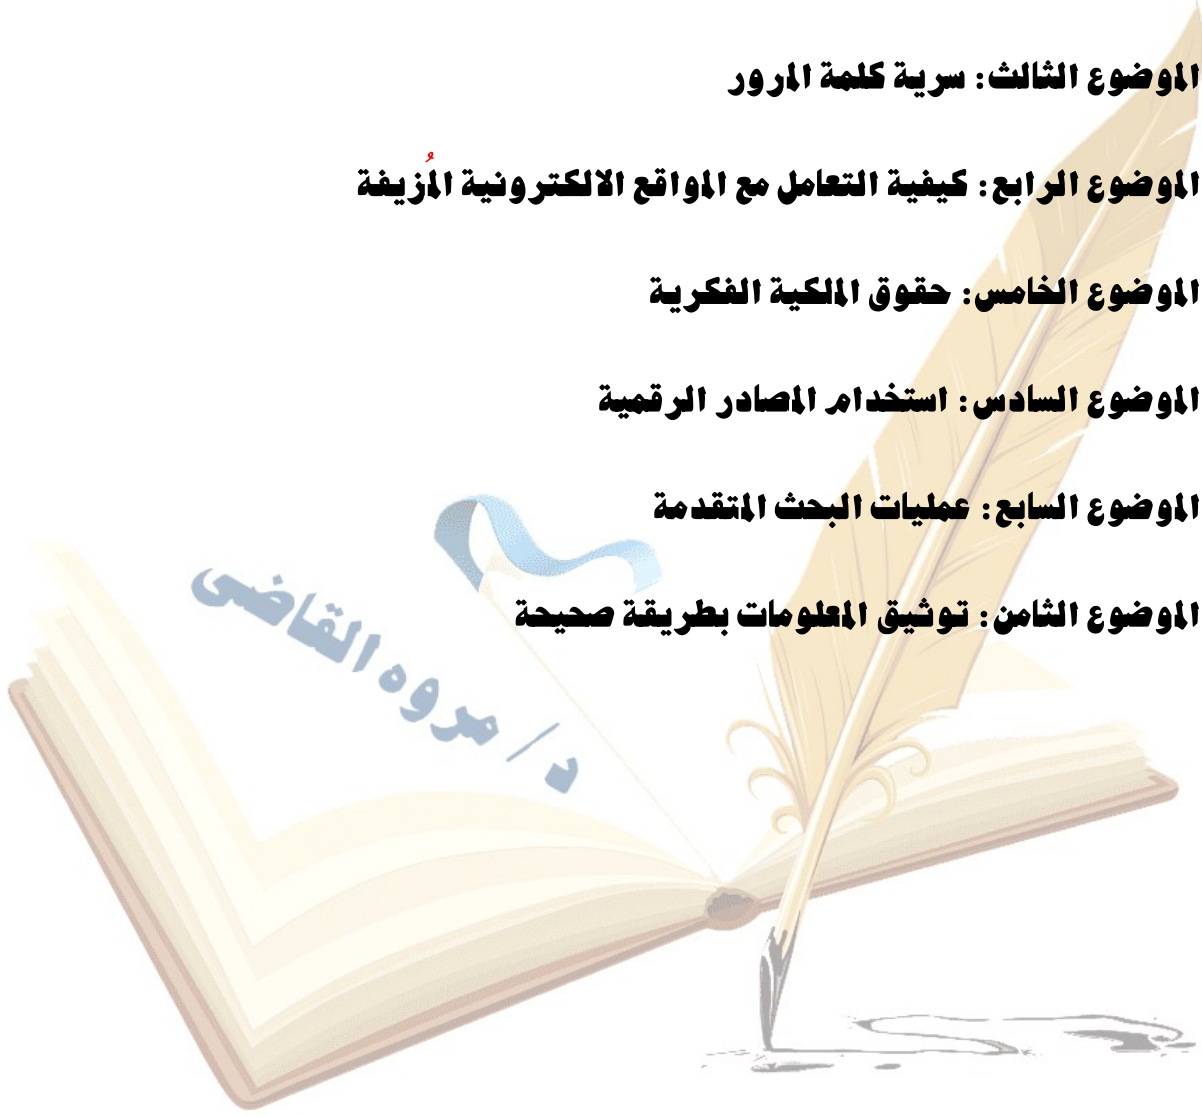 الموضوع الثالث: سرية كلمة المرور
الموضوع الرابع: كيفية التعامل مع المواقع الالكترونية المُزيفة
الموضوع الخامس: حقوق الملكية الفكرية
الموضوع السادس: استخدام المصادر الرقمية
الموضوع السابع: عمليات البحث المتقدمة
الموضوع الثامن: توثيق المعلومات بطريقة صحيحة
د/ مروه القاضى